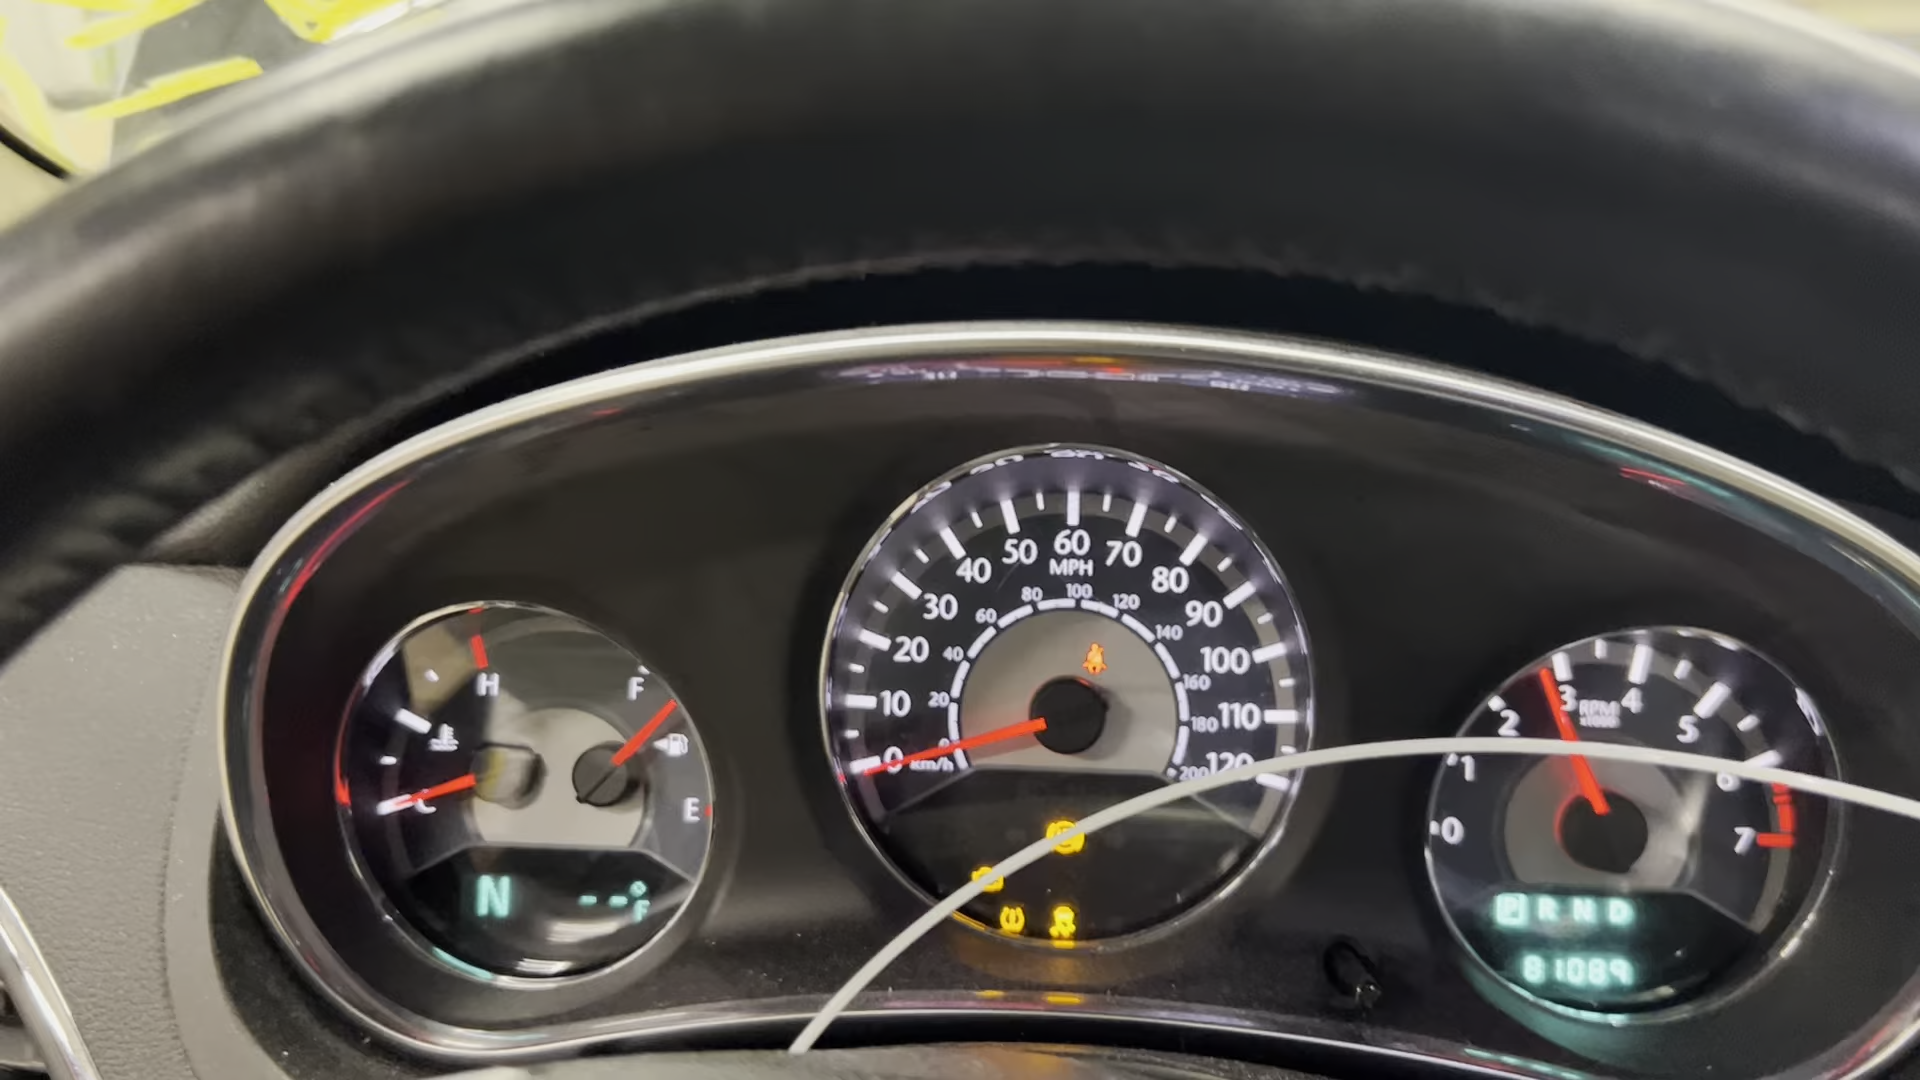 H
C
F
E
N
--°F
0 10 20 30 40 50 60 70 80 90 100 110 120
MPH
0 20 40 60 80 100 120 140 160 180 200
km/h
0 1 2 3 4 5 6 7
RPM
x1000
P R N D
81089